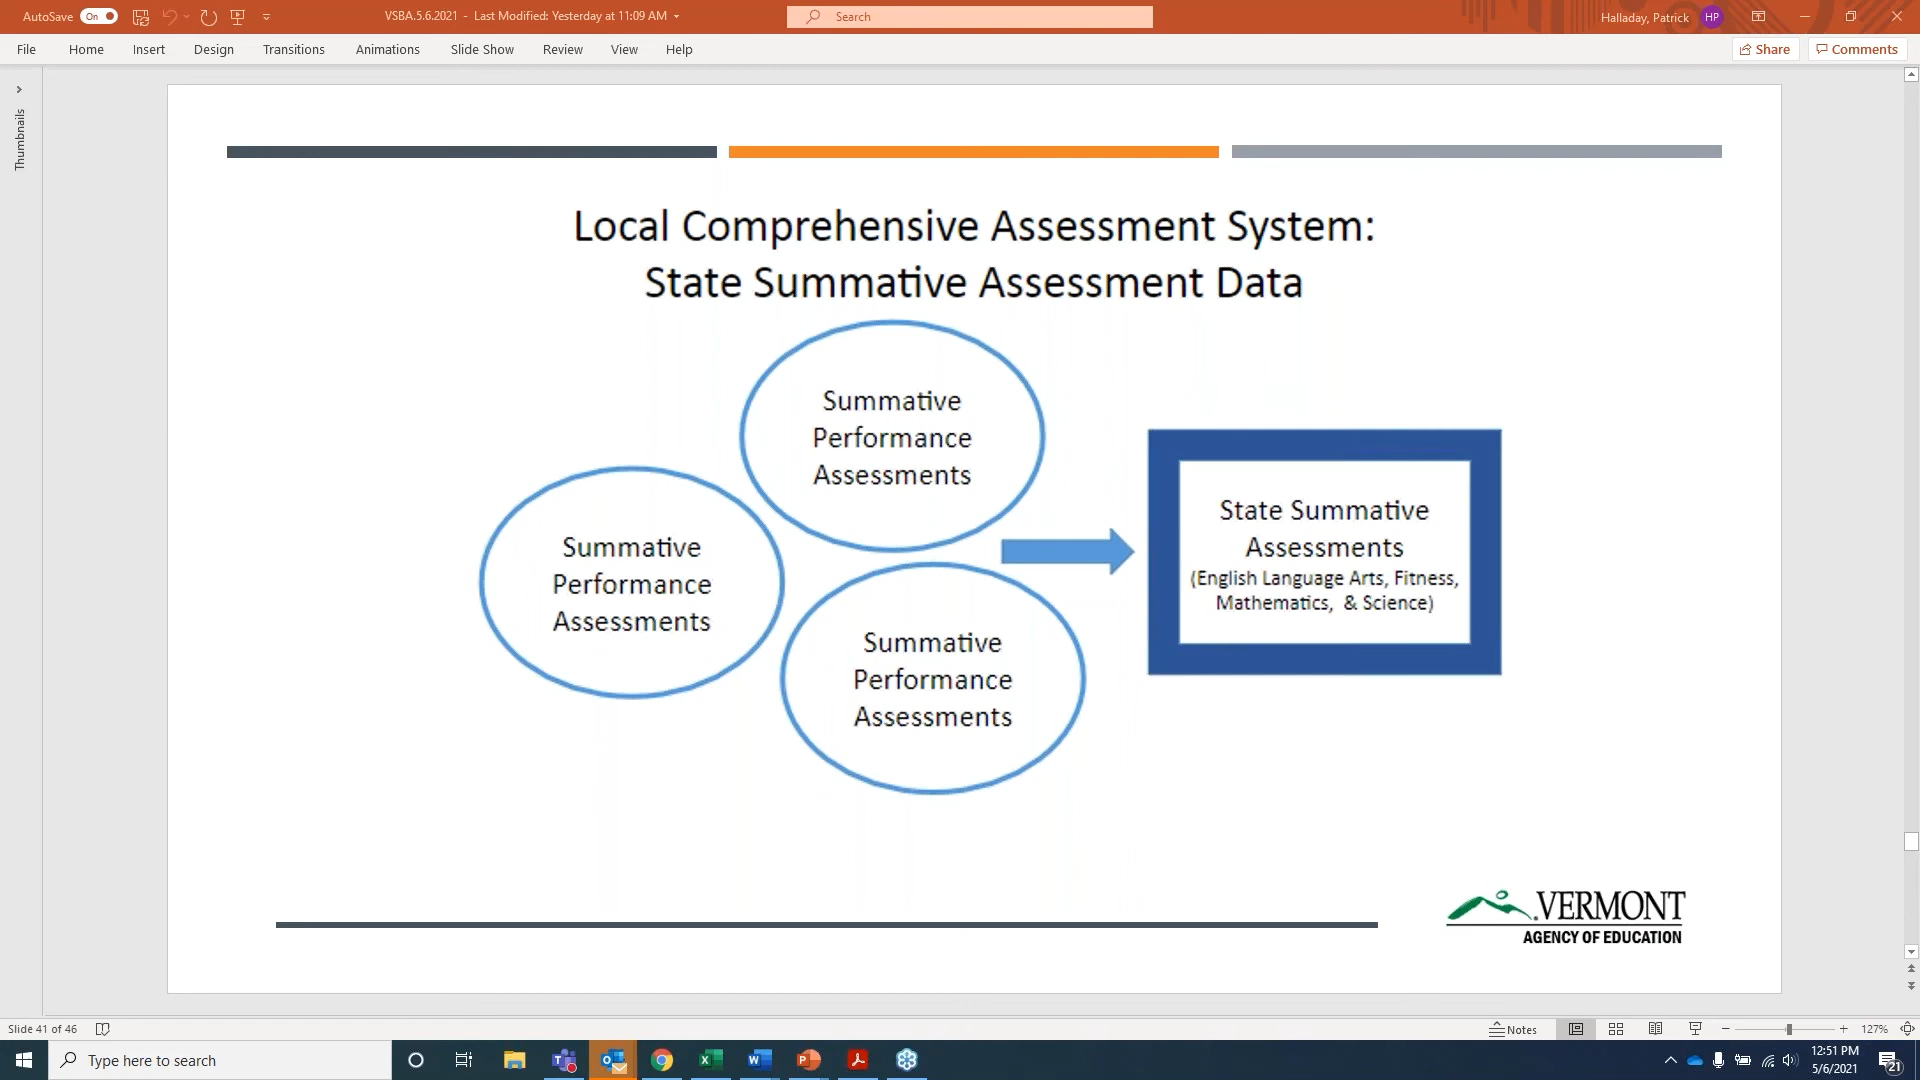 AutoSave On VSBA.5.6.2021 - Last Modified: Yesterday at 11:09 AM Search Halladay, Patrick HP
File Home Insert Design Transitions Animations Slide Show Review View Help Share Comments
Thumbnails
Local Comprehensive Assessment System:
State Summative Assessment Data
Summative
Performance
Assessments
Summative
Performance
Assessments
Summative
Performance
Assessments
State Summative
Assessments
(English Language Arts, Fitness,
Mathematics, & Science)
VERMONT
AGENCY OF EDUCATION
Slide 41 of 46 Notes 127%
Type here to search
12:51 PM
5/6/2021
21